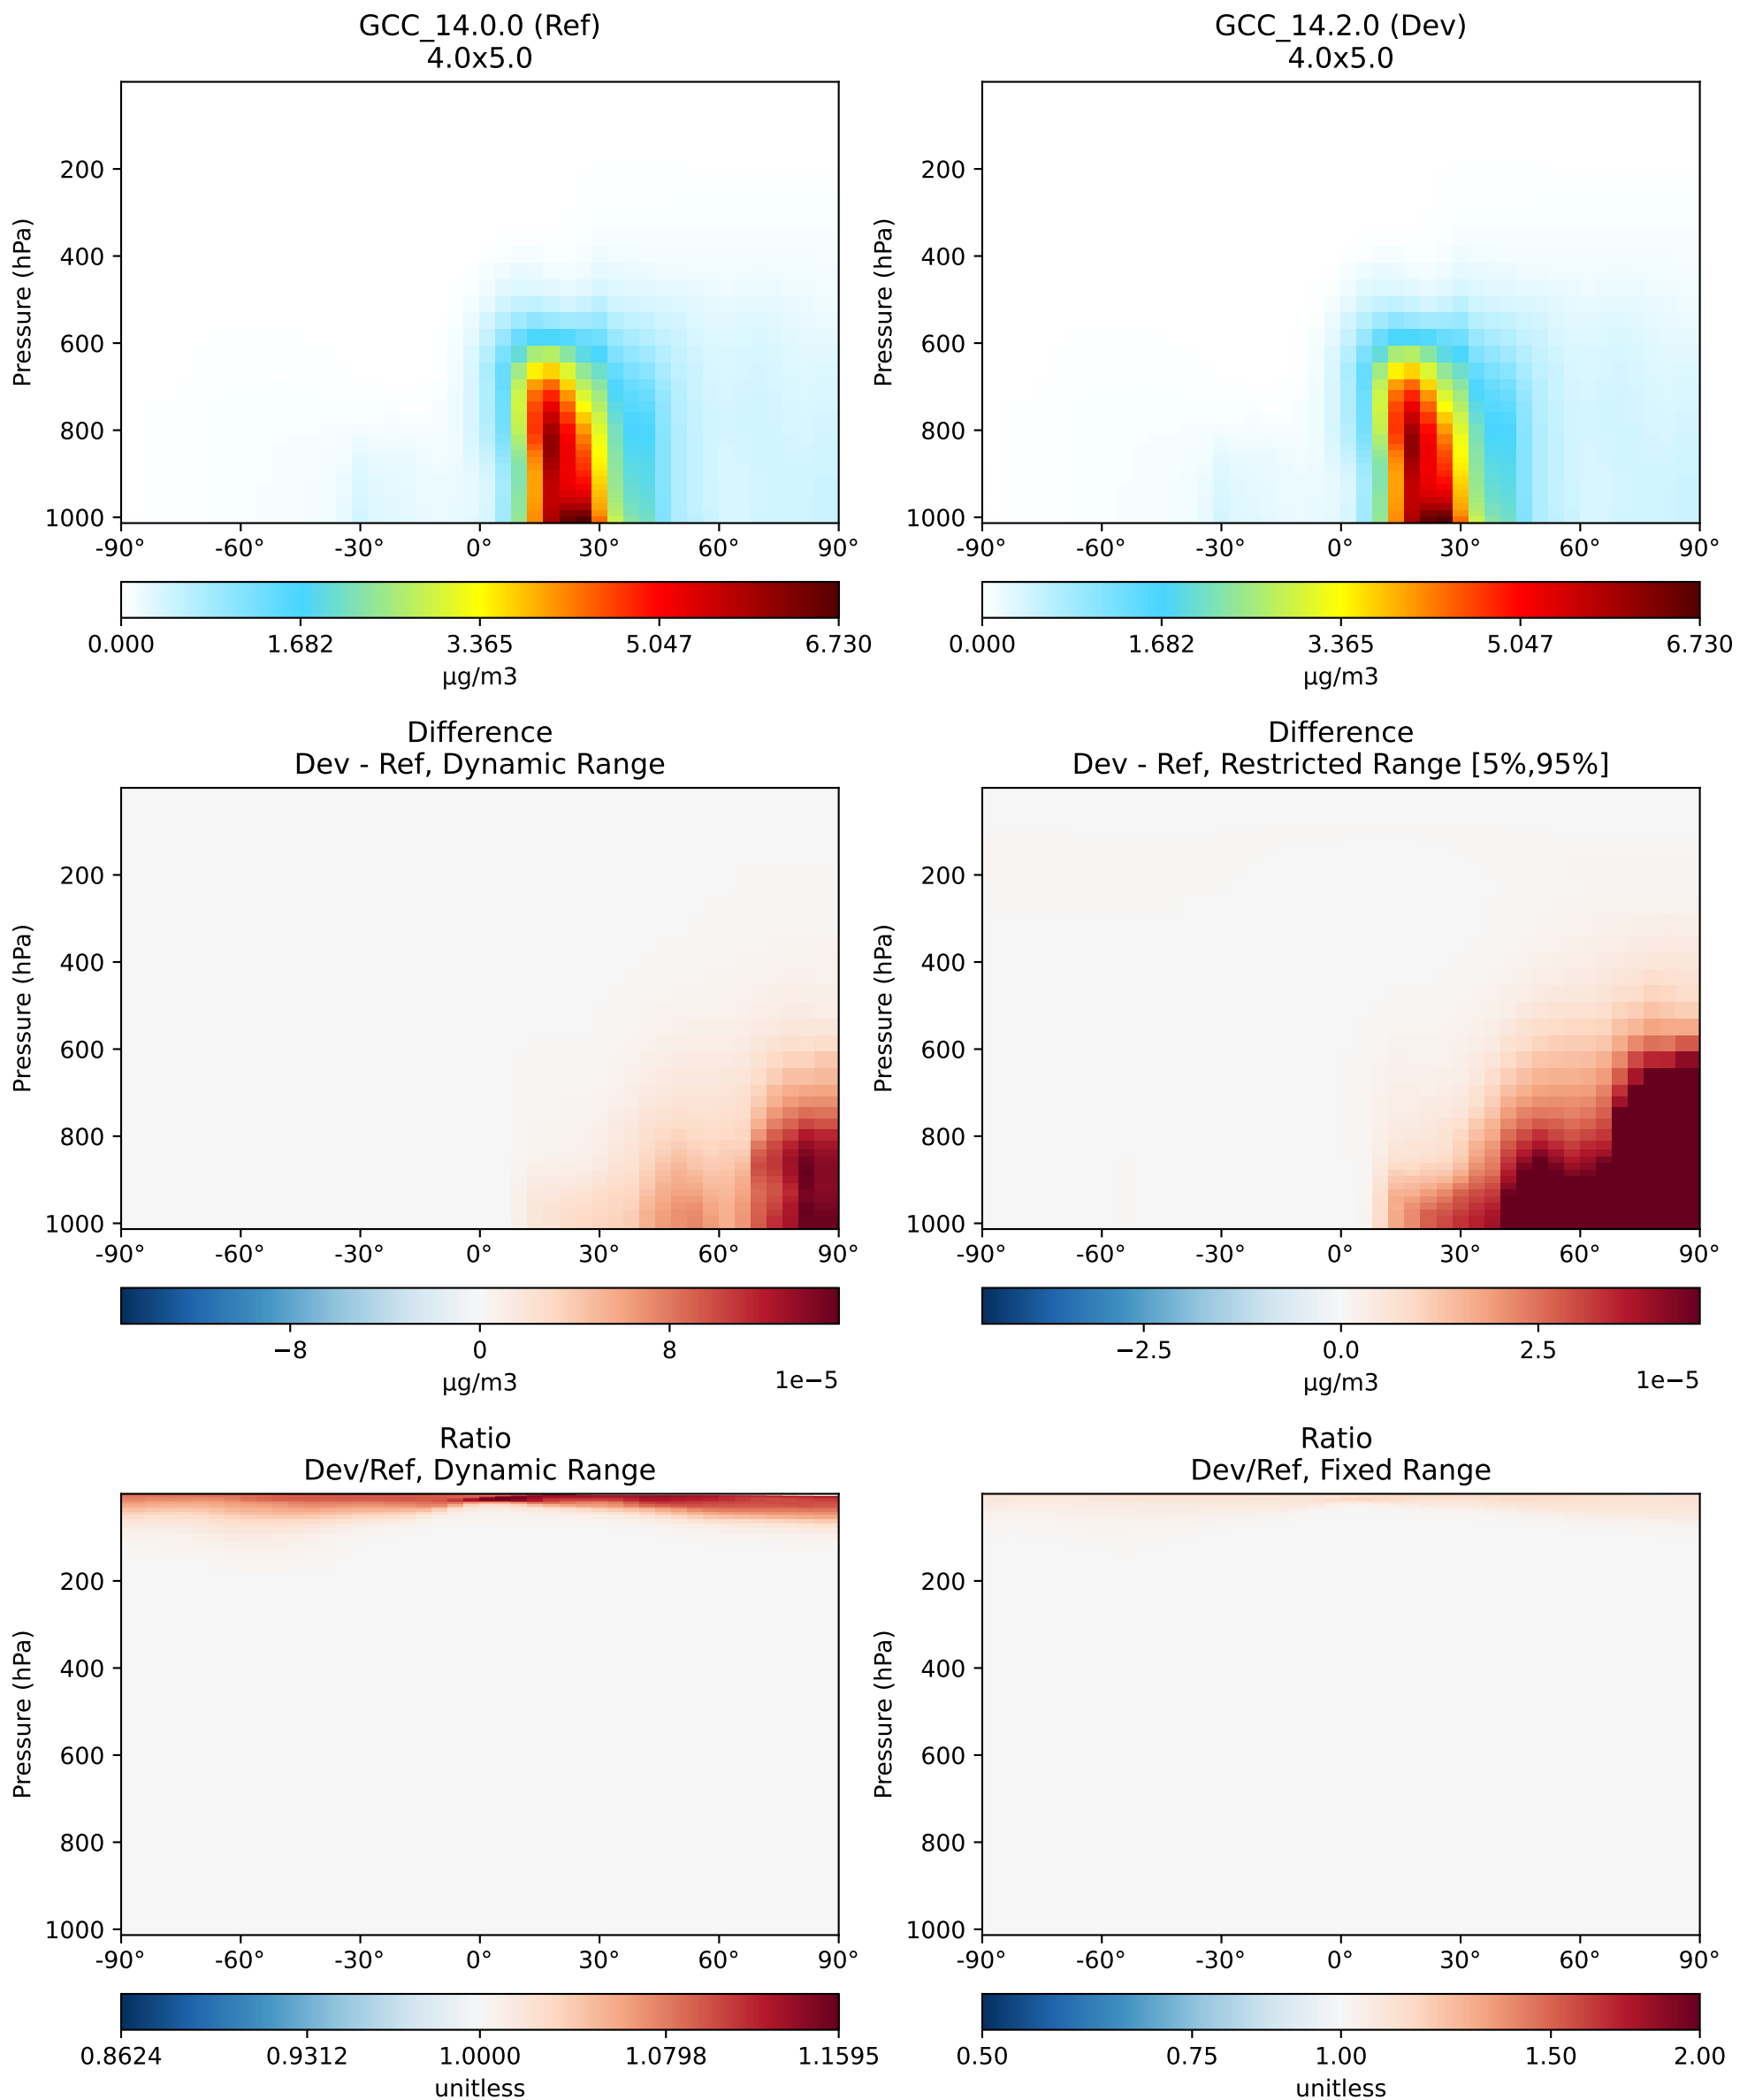 GCC_14.0.0 (Ref)
4.0x5.0
Pressure (hPa)
200
400
600
800
1000
-90° -60° -30° 0° 30° 60° 90°
0.000 1.682 3.365 5.047 6.730
µg/m3
GCC_14.2.0 (Dev)
4.0x5.0
Pressure (hPa)
200
400
600
800
1000
-90° -60° -30° 0° 30° 60° 90°
0.000 1.682 3.365 5.047 6.730
µg/m3
Difference
Dev - Ref, Dynamic Range
Pressure (hPa)
200
400
600
800
1000
-90° -60° -30° 0° 30° 60° 90°
−8 0 8
µg/m3 1e−5
Difference
Dev - Ref, Restricted Range [5%,95%]
Pressure (hPa)
200
400
600
800
1000
-90° -60° -30° 0° 30° 60° 90°
−2.5 0.0 2.5
µg/m3 1e−5
Ratio
Dev/Ref, Dynamic Range
Pressure (hPa)
200
400
600
800
1000
-90° -60° -30° 0° 30° 60° 90°
0.8624 0.9312 1.0000 1.0798 1.1595
unitless
Ratio
Dev/Ref, Fixed Range
Pressure (hPa)
200
400
600
800
1000
-90° -60° -30° 0° 30° 60° 90°
0.50 0.75 1.00 1.50 2.00
unitless